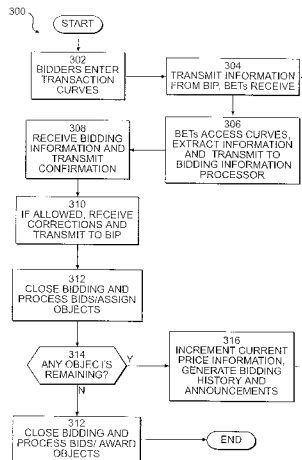 300
START
302
BIDDERS ENTER
TRANSACTION
CURVES
304
TRANSMIT INFORMATION
FROM BIP, BETs RECEIVE
306
BETs ACCESS CURVES,
EXTRACT INFORMATION
AND TRANSMIT TO
BIDDING INFORMATION
PROCESSOR
308
RECEIVE BIDDING
INFORMATION AND
TRANSMIT
CONFIRMATION
310
IF ALLOWED, RECEIVE
CORRECTIONS AND
TRANSMIT TO BIP
312
CLOSE BIDDING AND
PROCESS BIDS/ASSIGN
OBJECTS
314
ANY OBJECTS
REMAINING?
Y
N
316
INCREMENT CURRENT
PRICE INFORMATION,
GENERATE BIDDING
HISTORY AND
ANNOUNCEMENTS
312
CLOSE BIDDING AND
PROCESS BIDS/ AWARD
OBJECTS
END